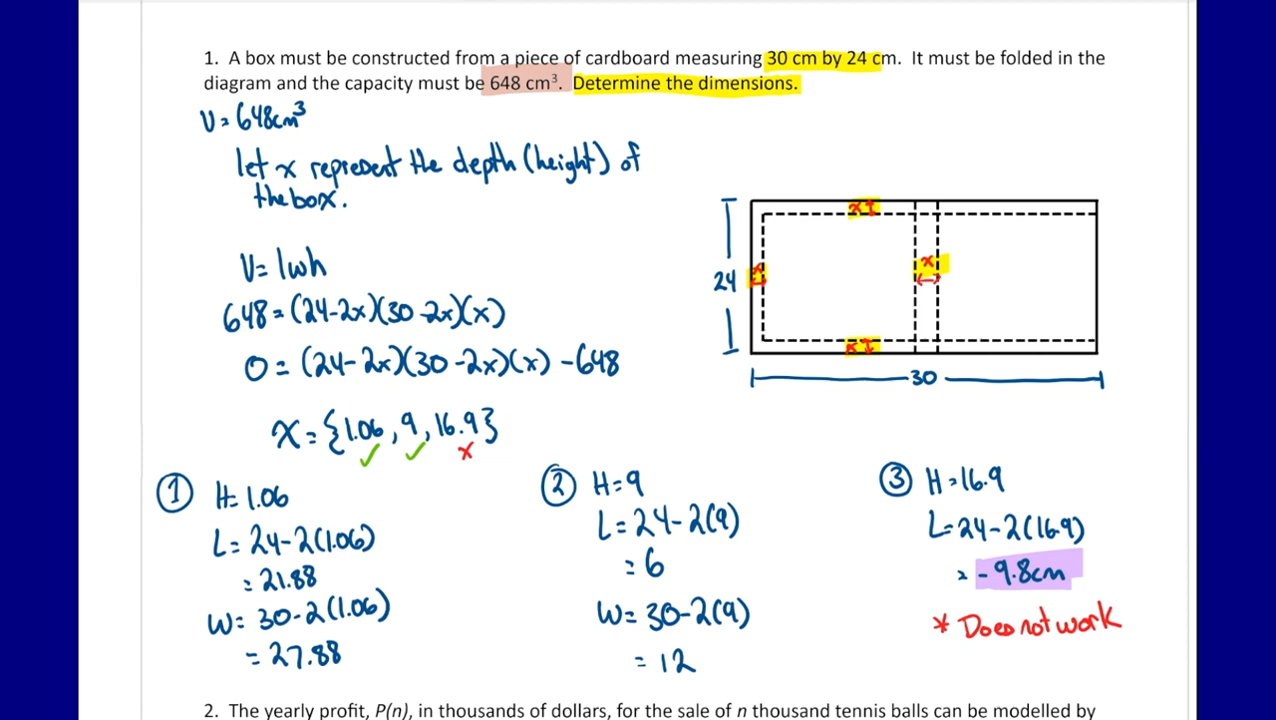 1. A box must be constructed from a piece of cardboard measuring 30 cm by 24 cm. It must be folded in the
diagram and the capacity must be 648 cm³. Determine the dimensions.
V = 648cm³
let x represent the depth (height) of
the box.
V = lwh
648 = (24-2x)(30-2x)(x)
0 = (24-2x)(30-2x)(x) - 648
x = {1.06, 9, 16.9}
✓ ✓ x
x
x
x
x
24
30
① H = 1.06
L = 24-2(1.06)
= 21.88
W = 30-2(1.06)
= 27.88
② H = 9
L = 24-2(9)
= 6
W = 30-2(9)
= 12
③ H = 16.9
L = 24-2(16.9)
= -9.8cm
* Does not work
2. The yearly profit, P(n), in thousands of dollars, for the sale of n thousand tennis balls can be modelled by